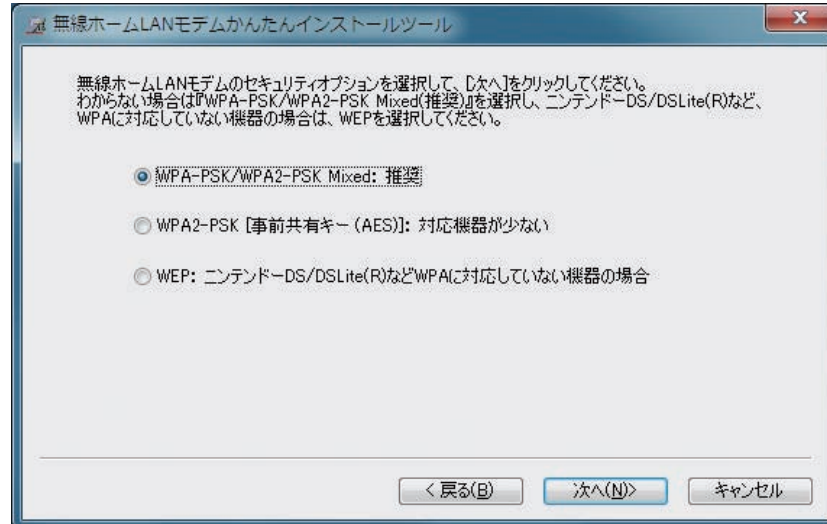 無線ホームLANモデムかんたんインストールツール
無線ホームLANモデムのセキュリティオプションを選択して、[次へ]をクリックしてください。
わからない場合は『WPA-PSK/WPA2-PSK Mixed(推奨)』を選択し、ニンテンドーDS/DSLite(R)など、
WPAに対応していない機器の場合は、WEPを選択してください。
WPA-PSK/WPA2-PSK Mixed: 推奨
WPA2-PSK [事前共有キー(AES)]: 対応機器が少ない
WEP: ニンテンドーDS/DSLite(R)などWPAに対応していない機器の場合
< 戻る(B)
次へ(N)>
キャンセル